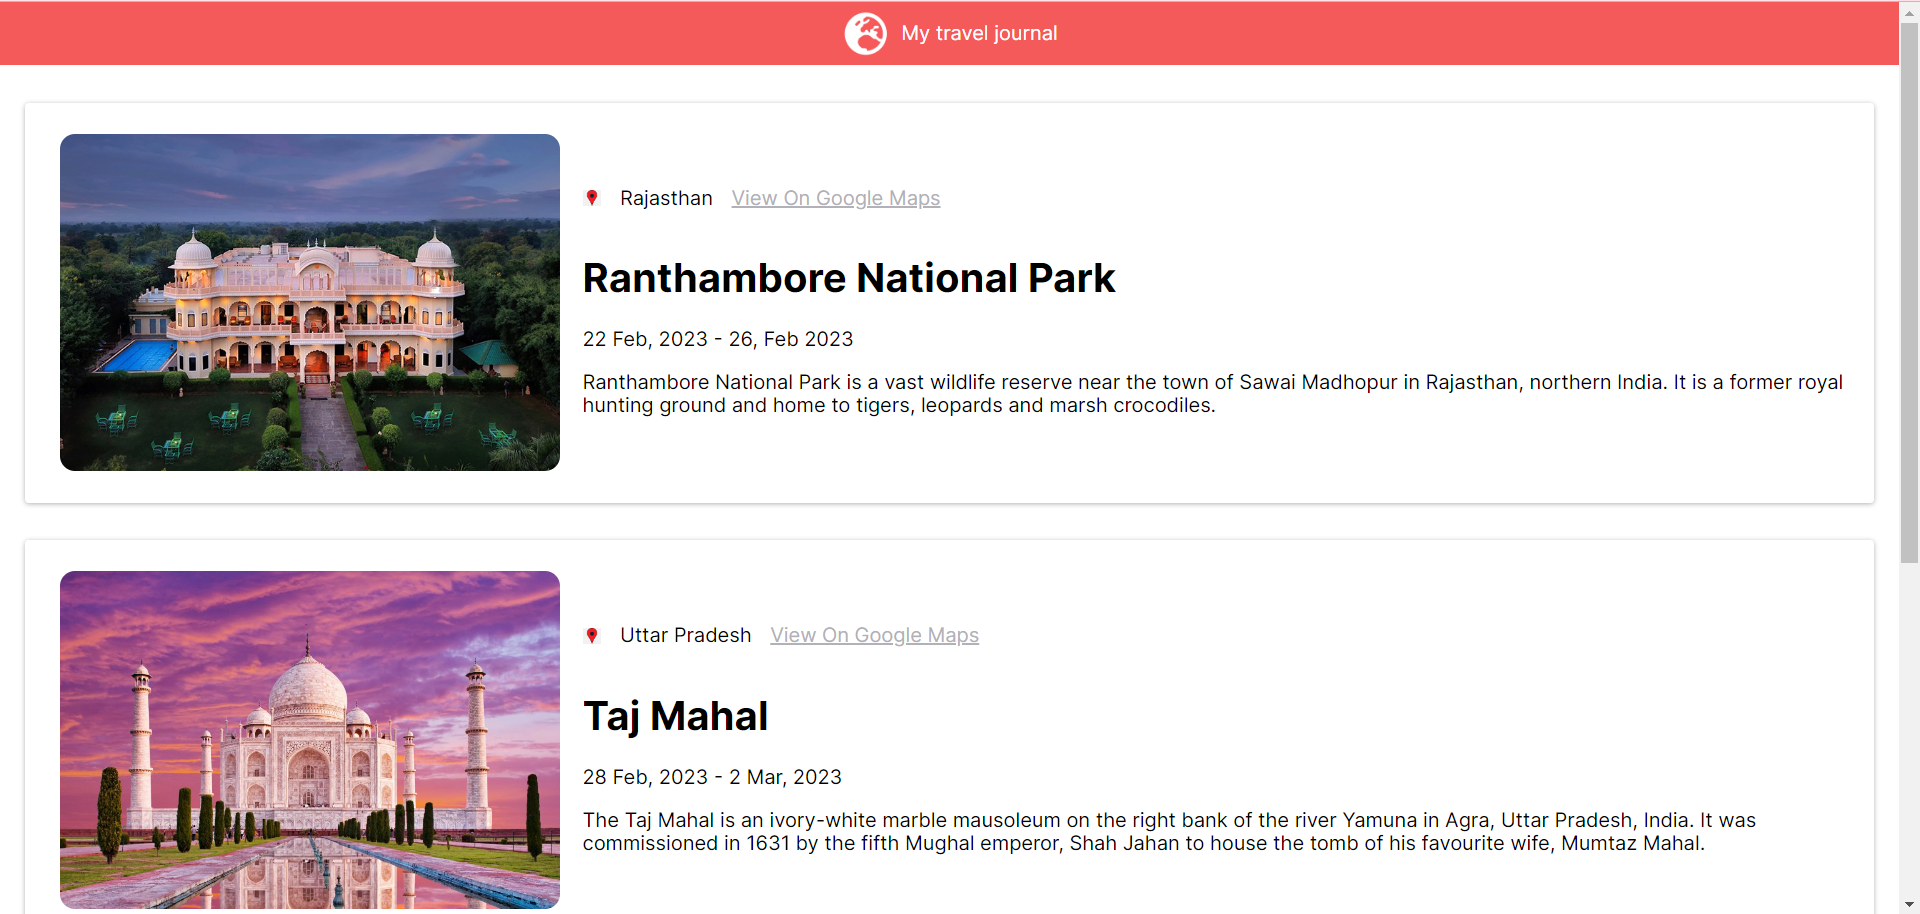 My travel journal
Rajasthan View On Google Maps
Ranthambore National Park
22 Feb, 2023 - 26, Feb 2023
Ranthambore National Park is a vast wildlife reserve near the town of Sawai Madhopur in Rajasthan, northern India. It is a former royal
hunting ground and home to tigers, leopards and marsh crocodiles.
Uttar Pradesh View On Google Maps
Taj Mahal
28 Feb, 2023 - 2 Mar, 2023
The Taj Mahal is an ivory-white marble mausoleum on the right bank of the river Yamuna in Agra, Uttar Pradesh, India. It was
commissioned in 1631 by the fifth Mughal emperor, Shah Jahan to house the tomb of his favourite wife, Mumtaz Mahal.